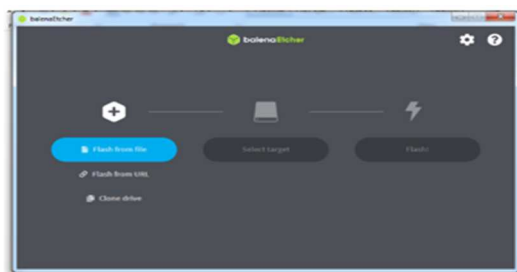 balenaEtcher
balenaEtcher
Flash from file
Select target
Flash!
Flash from URL
Clone drive